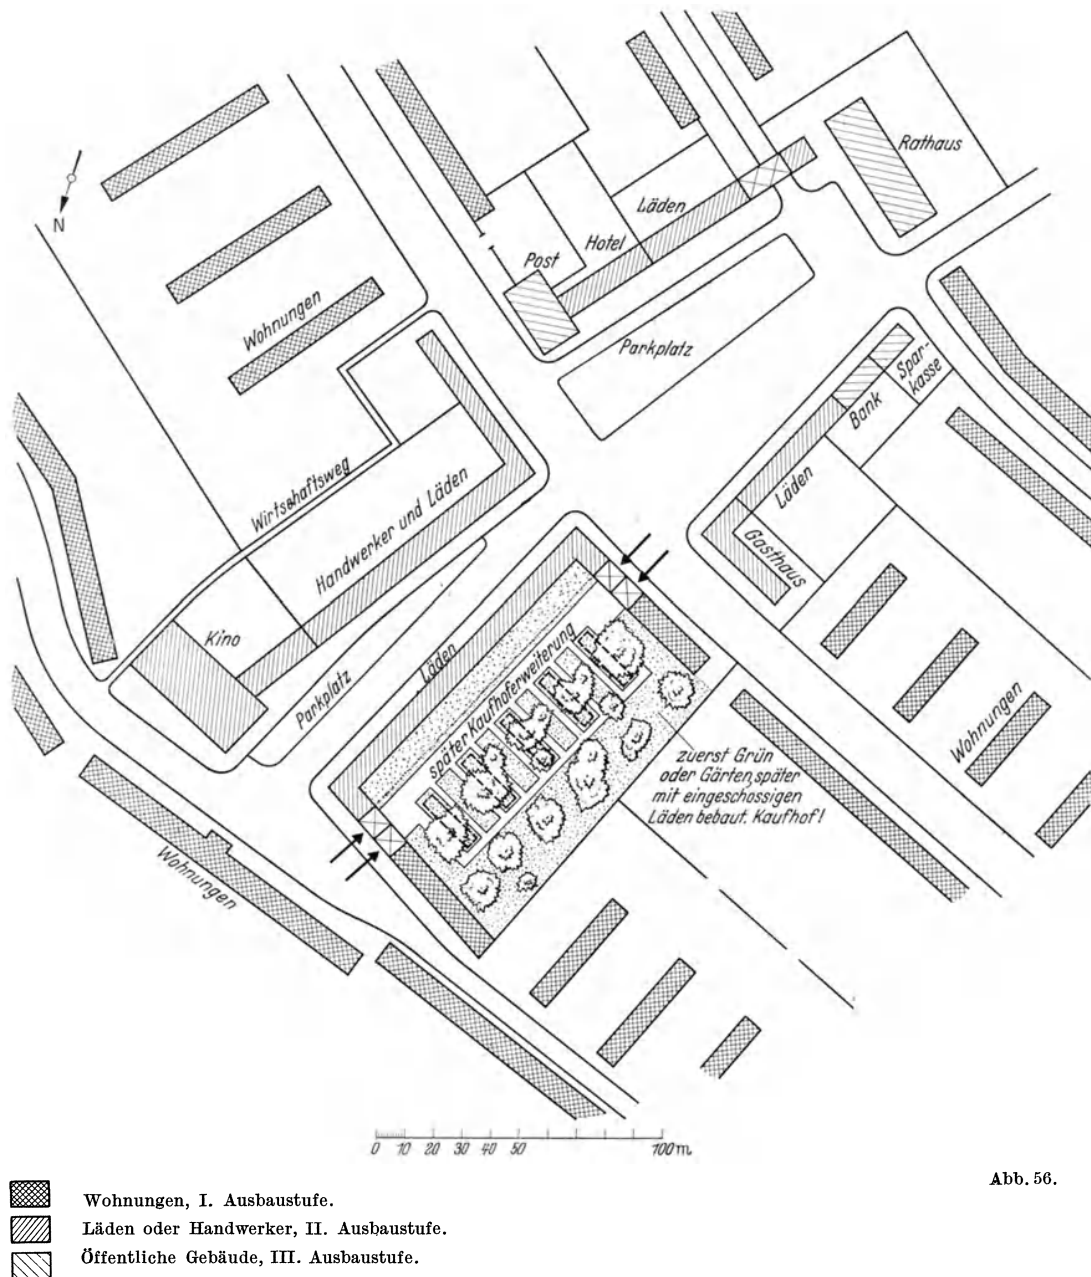 Rathaus
Läden
Hotel
Post
N
Wohnungen
Parkplatz
Spar-
kasse
Bank
Wirtschaftsweg
Läden
Handwerker und Läden
Gasthaus
Kino
Läden
später Kaufhoferweiterung
Parkplatz
Wohnungen
zuerst Grün
oder Gärten, später
mit eingeschossigen
Läden bebaut. Kaufhof!
Wohnungen
0 10 20 30 40 50 100 m
Abb. 56.
Wohnungen, I. Ausbaustufe.
Läden oder Handwerker, II. Ausbaustufe.
Öffentliche Gebäude, III. Ausbaustufe.